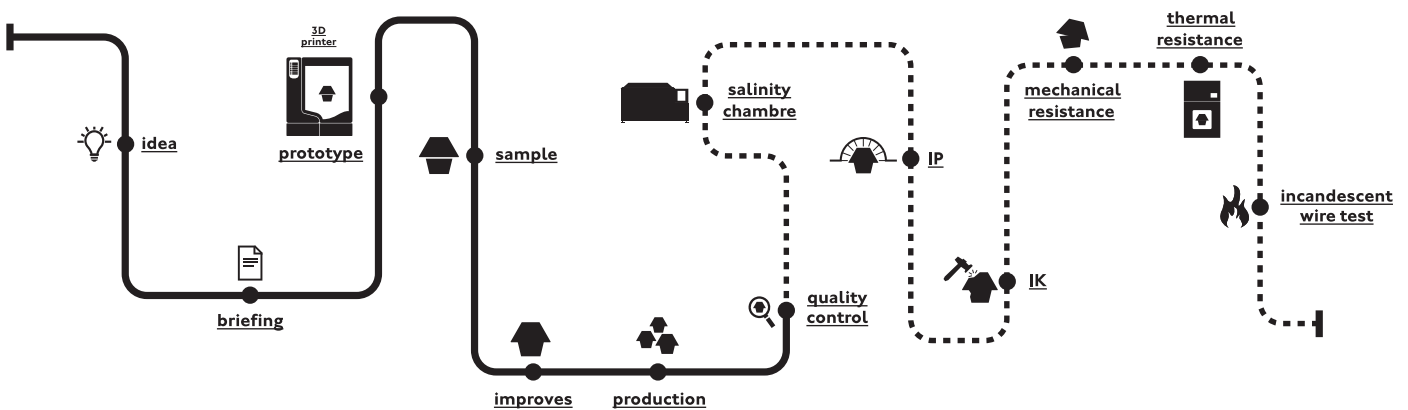 idea
briefing
3D
printer
prototype
sample
improves
production
quality
control
salinity
chambre
IP
IK
mechanical
resistance
thermal
resistance
incandescent
wire test